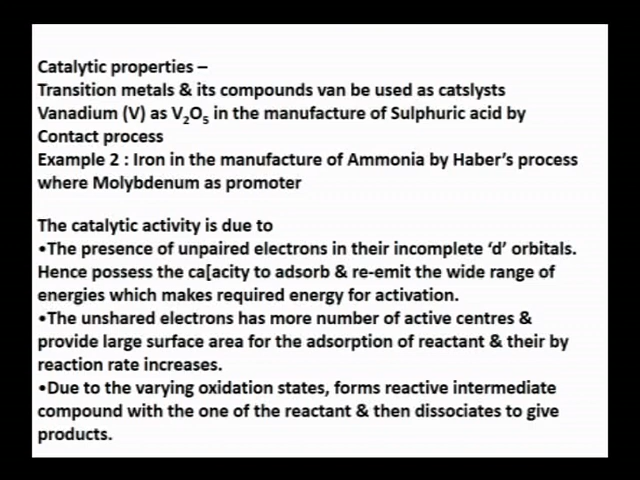 Catalytic properties –
Transition metals & its compounds van be used as catslysts
Vanadium (V) as V₂O₅ in the manufacture of Sulphuric acid by
Contact process
Example 2 : Iron in the manufacture of Ammonia by Haber's process
where Molybdenum as promoter
The catalytic activity is due to
•The presence of unpaired electrons in their incomplete 'd' orbitals.
Hence possess the ca[acity to adsorb & re-emit the wide range of
energies which makes required energy for activation.
•The unshared electrons has more number of active centres &
provide large surface area for the adsorption of reactant & their by
reaction rate increases.
•Due to the varying oxidation states, forms reactive intermediate
compound with the one of the reactant & then dissociates to give
products.